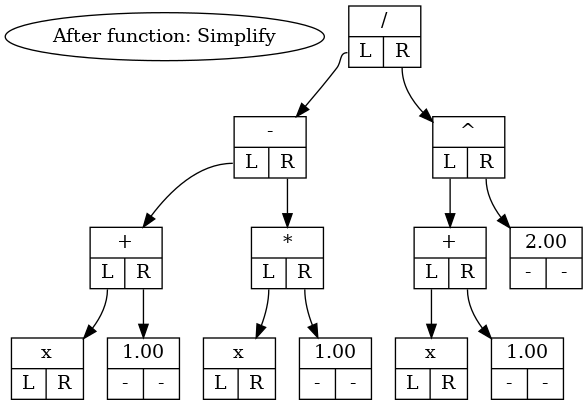 After function: Simplify
/
L R
-
L R
^
L R
+
L R
*
L R
+
L R
2.00
- -
x
L R
1.00
- -
x
L R
1.00
- -
x
L R
1.00
- -